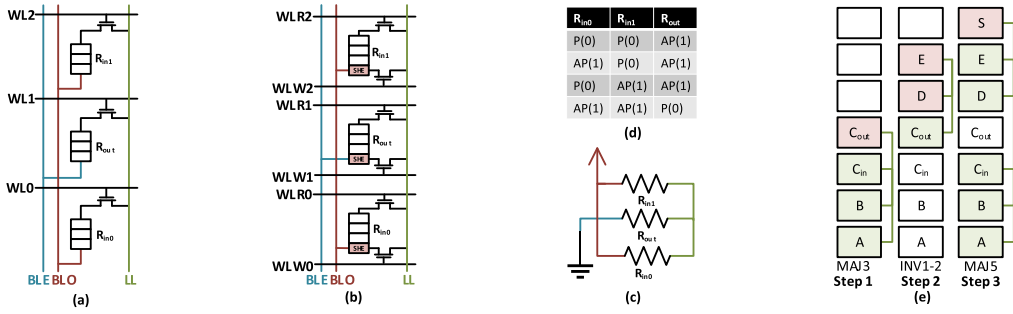 WL2
R_in1
WL1
R_out
WL0
R_in0
BLE BLO LL
(a)
WLR2
R_in1
SHE
WLW2
WLR1
R_out
SHE
WLW1
WLR0
R_in0
SHE
WLW0
BLE BLO LL
(b)
R_in0 R_in1 R_out
P(0) P(0) AP(1)
AP(1) P(0) AP(1)
P(0) AP(1) AP(1)
AP(1) AP(1) P(0)
(d)
R_in1
R_out
R_in0
(c)
S
E E
D D
C_out C_out C_out
C_in C_in C_in
B B B
A A A
MAJ3 INV1-2 MAJ5
Step 1 Step 2 Step 3
(e)